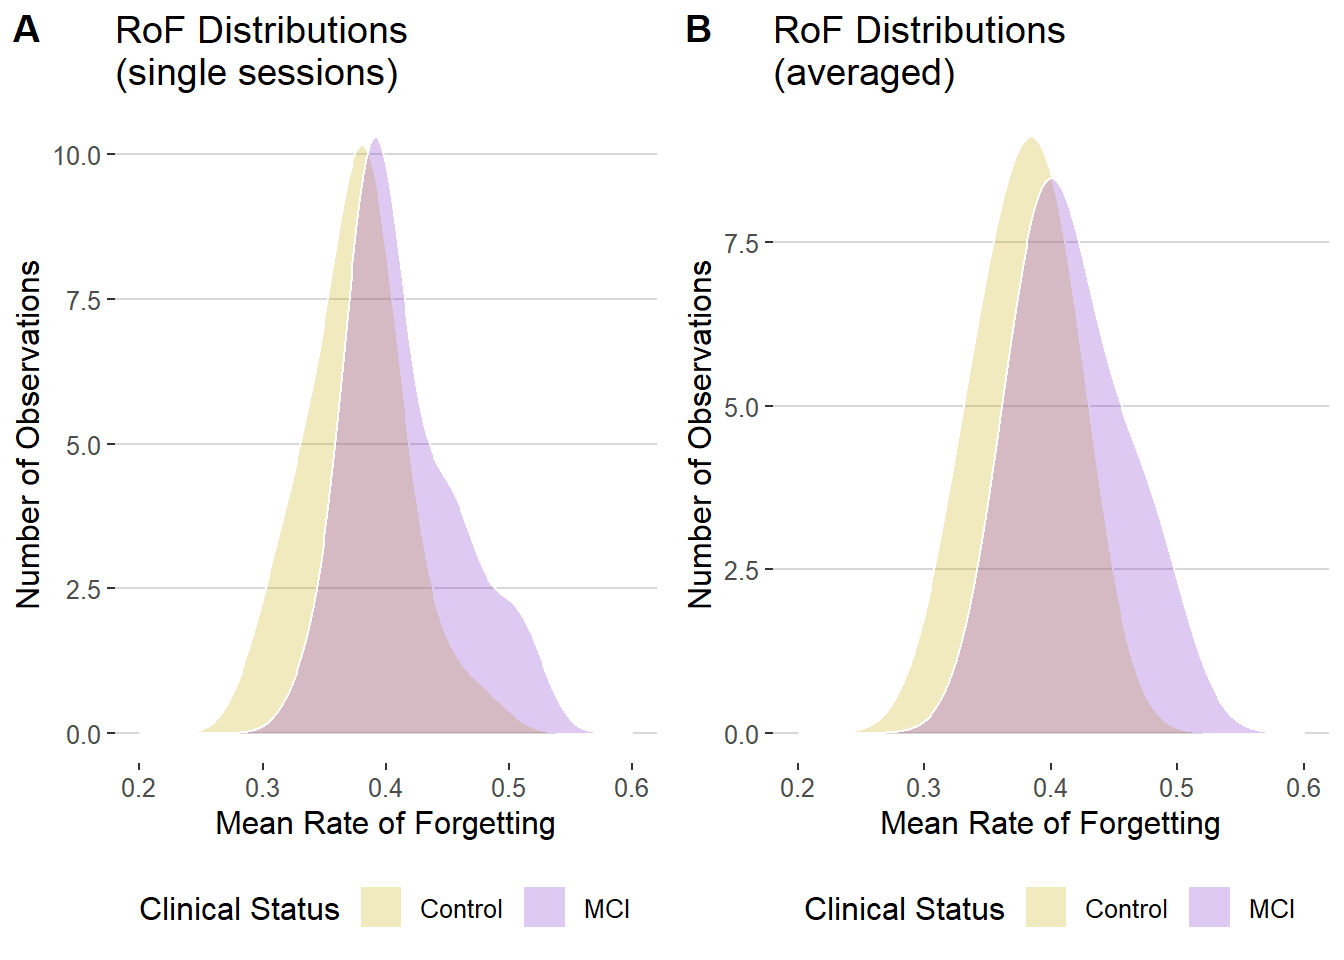 A
RoF Distributions
(single sessions)
Number of Observations
10.0
7.5
5.0
2.5
0.0
0.2 0.3 0.4 0.5 0.6
Mean Rate of Forgetting
Clinical Status Control MCI
B
RoF Distributions
(averaged)
Number of Observations
7.5
5.0
2.5
0.0
0.2 0.3 0.4 0.5 0.6
Mean Rate of Forgetting
Clinical Status Control MCI